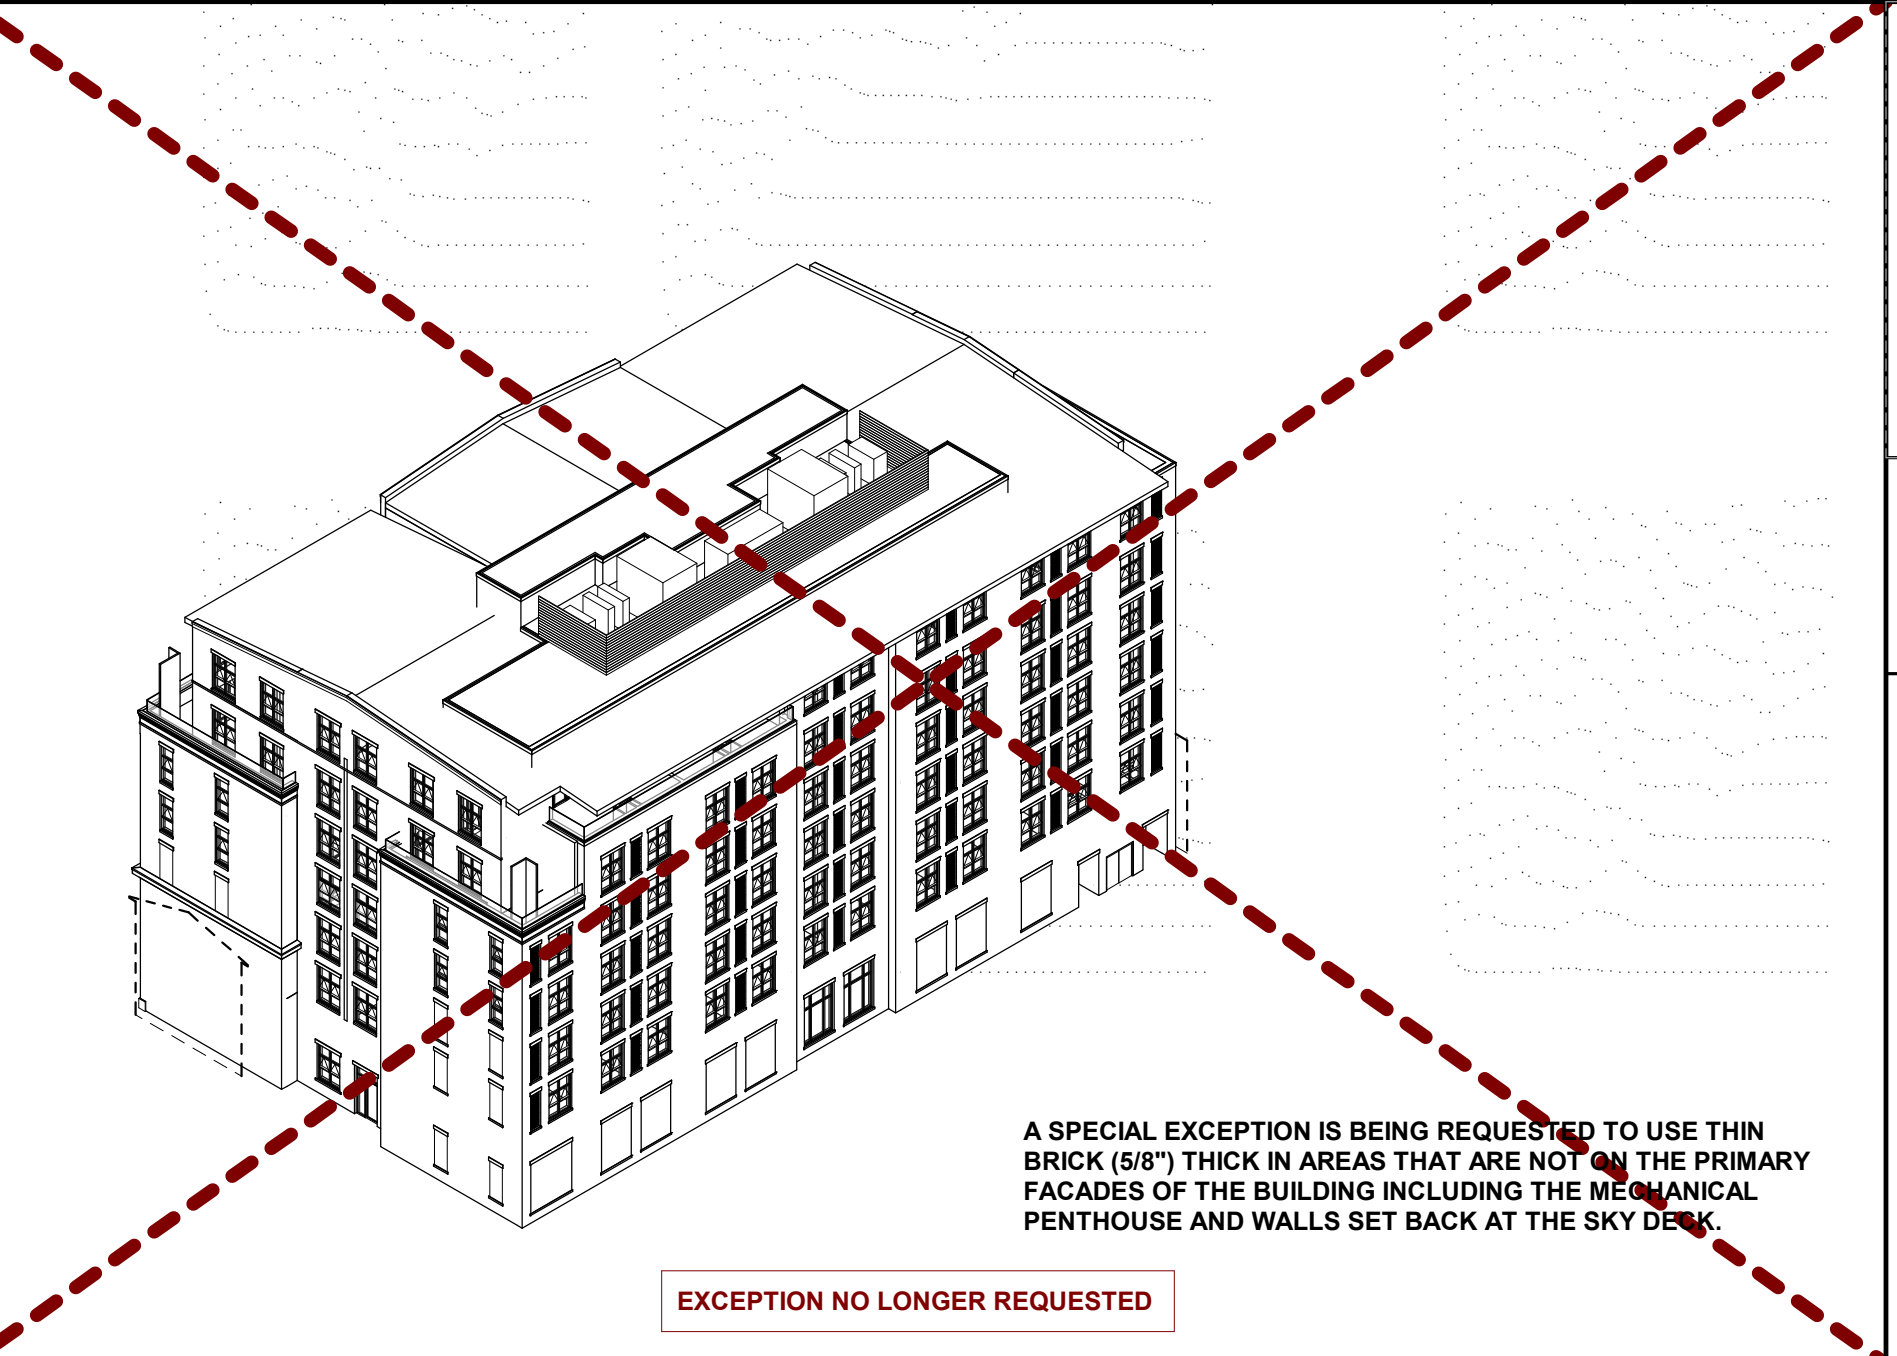 A SPECIAL EXCEPTION IS BEING REQUESTED TO USE THIN
BRICK (5/8") THICK IN AREAS THAT ARE NOT ON THE PRIMARY
FACADES OF THE BUILDING INCLUDING THE MECHANICAL
PENTHOUSE AND WALLS SET BACK AT THE SKY DECK.
EXCEPTION NO LONGER REQUESTED